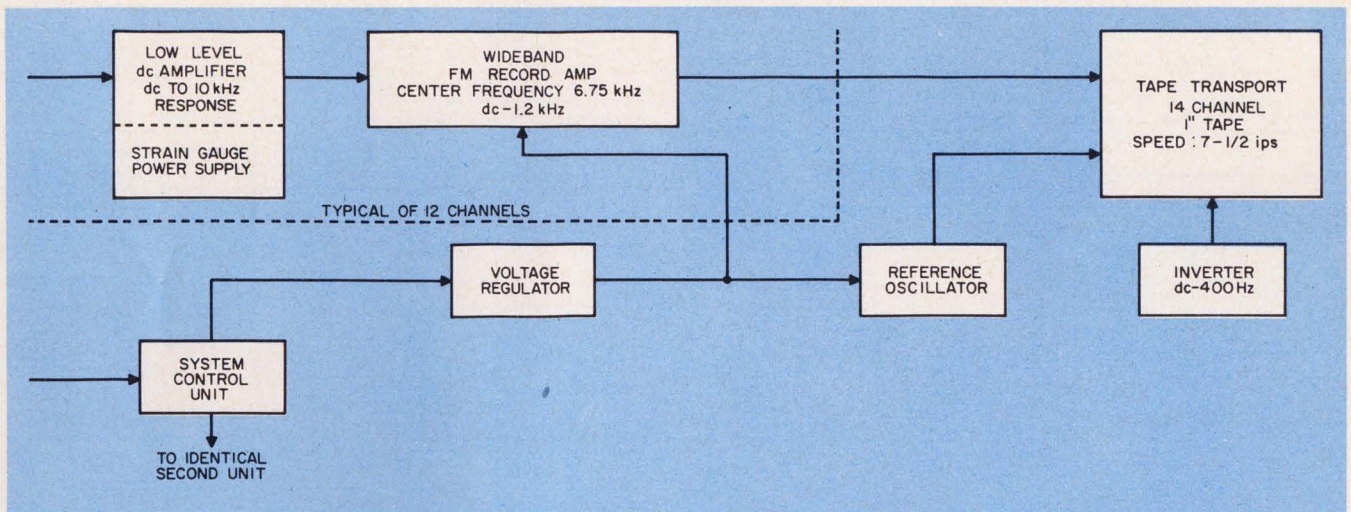 LOW LEVEL
dc AMPLIFIER
dc TO 10 kHz
RESPONSE
STRAIN GAUGE
POWER SUPPLY
WIDEBAND
FM RECORD AMP
CENTER FREQUENCY 6.75 kHz
dc-1.2 kHz
TAPE TRANSPORT
14 CHANNEL
1" TAPE
SPEED : 7-1/2 ips
TYPICAL OF 12 CHANNELS
VOLTAGE
REGULATOR
REFERENCE
OSCILLATOR
INVERTER
dc-400 Hz
SYSTEM
CONTROL
UNIT
TO IDENTICAL
SECOND UNIT